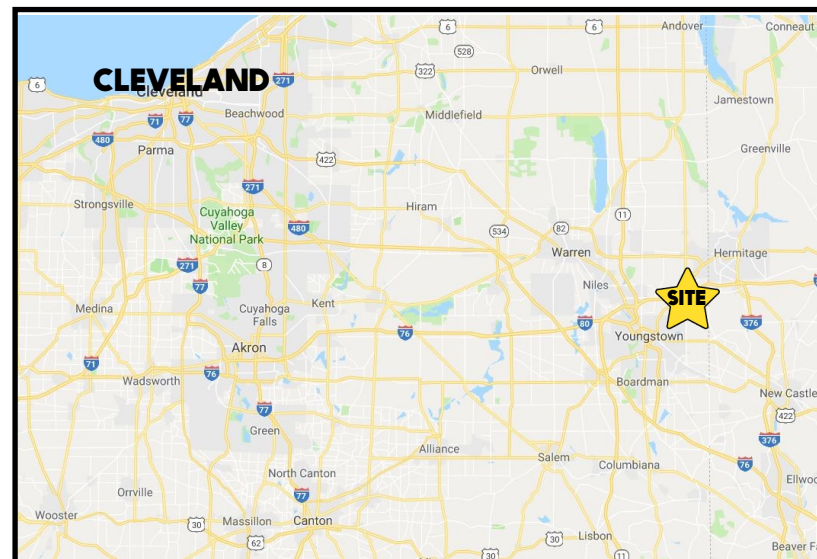 6
6
Andover
Conneaut
528
CLEVELAND
Cleveland
271
322
Orwell
6
Jamestown
Beachwood
Middlefield
71
77
480
Parma
Greenville
422
271
Strongsville
Cuyahoga
Valley
National Park
Hiram
11
480
534
82
Warren
Hermitage
271
8
77
Niles
SITE
Medina
Cuyahoga
Falls
Kent
80
376
76
Youngstown
Akron
71
Wadsworth
76
Boardman
77
New Castle
422
Green
376
Alliance
Salem
Columbiana
76
North Canton
Ellwo
Orrville
77
Wooster
30
Massillon
Canton
30
Lisbon
62
30
11
Beaver Fa